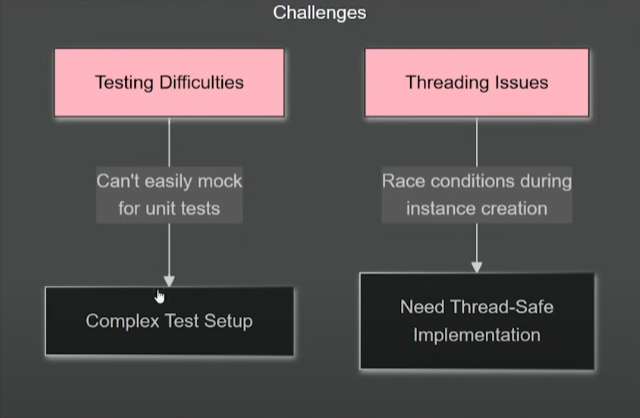 Challenges
Testing Difficulties
Threading Issues
Can't easily mock
for unit tests
Race conditions during
instance creation
Complex Test Setup
Need Thread-Safe
Implementation